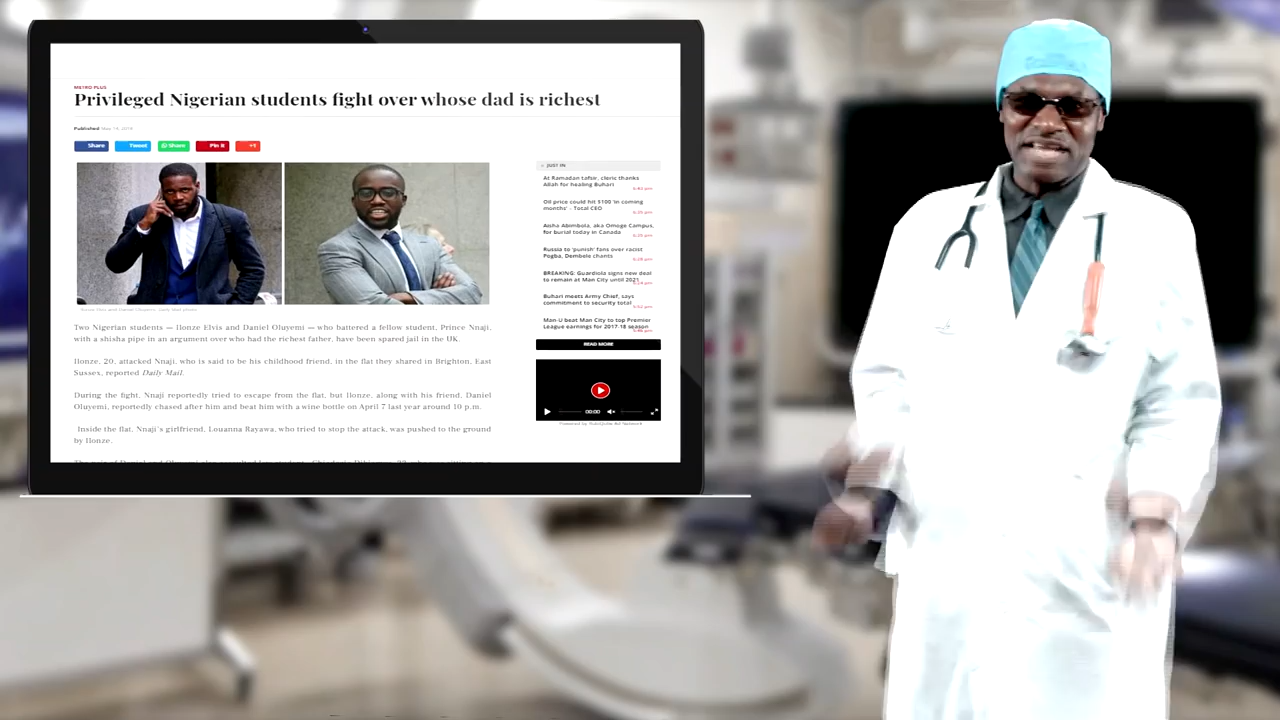 METRO PLUS
Privileged Nigerian students fight over whose dad is richest
Published May 14, 2018
Share
Tweet
Share
Pin it
+1
Two Nigerian students — Ilonze Elvis and Daniel Oluyemi — who battered a fellow student, Prince Nnaji,
with a shisha pipe in an argument over who had the richest father, have been spared jail in the UK.
Ilonze, 20, attacked Nnaji, who is said to be his childhood friend, in the flat they shared in Brighton, East
Sussex, reported Daily Mail.
During the fight, Nnaji reportedly tried to escape from the flat, but Ilonze, along with his friend, Daniel
Oluyemi, reportedly chased after him and beat him with a wine bottle on April 7 last year around 10 p.m.
Inside the flat, Nnaji's girlfriend, Louanna Rayawa, who tried to stop the attack, was pushed to the ground
by Ilonze.
JUST IN
At Ramadan tafsir, cleric thanks
Allah for healing Buhari
Oil price could hit $100 'in coming
months' – Total CEO
Aisha Abimbola, aka Omoge Campus,
for burial today in Canada
Russia to 'punish' fans over racist
Pogba, Dembele chants
BREAKING: Guardiola signs new deal
to remain at Man City until 2021
Buhari meets Army Chief, says
commitment to security total
Man-U beat Man City to top Premier
League earnings for 2017-18 season
READ MORE
00:00